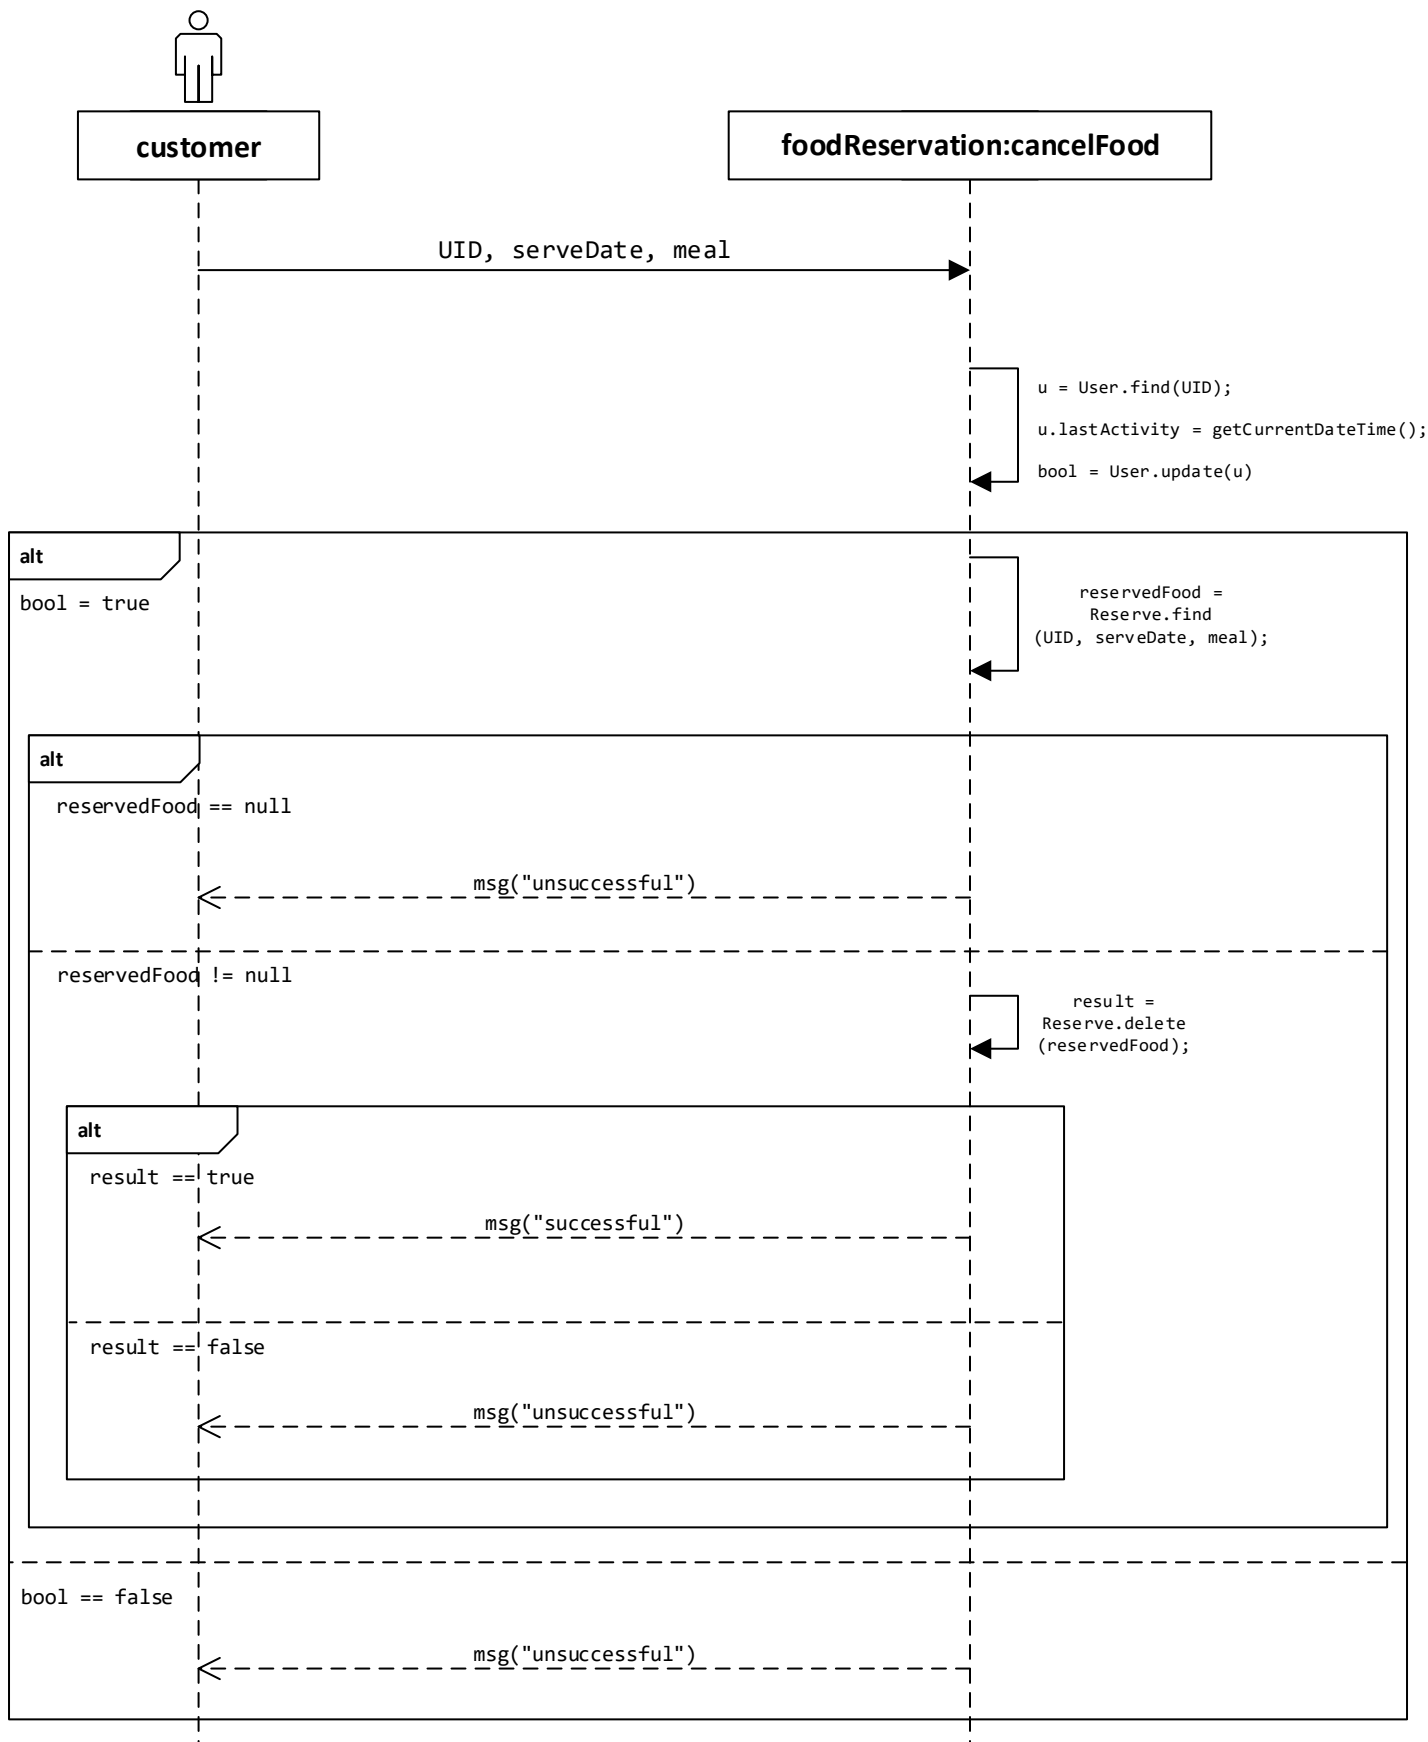 customer
foodReservation:cancelFood
UID, serveDate, meal
u = User.find(UID);
u.lastActivity = getCurrentDateTime();
bool = User.update(u)
alt
bool = true
reservedFood =
Reserve.find
(UID, serveDate, meal);
alt
reservedFood == null
msg("unsuccessful")
reservedFood != null
result =
Reserve.delete
(reservedFood);
alt
result == true
msg("successful")
result == false
msg("unsuccessful")
bool == false
msg("unsuccessful")